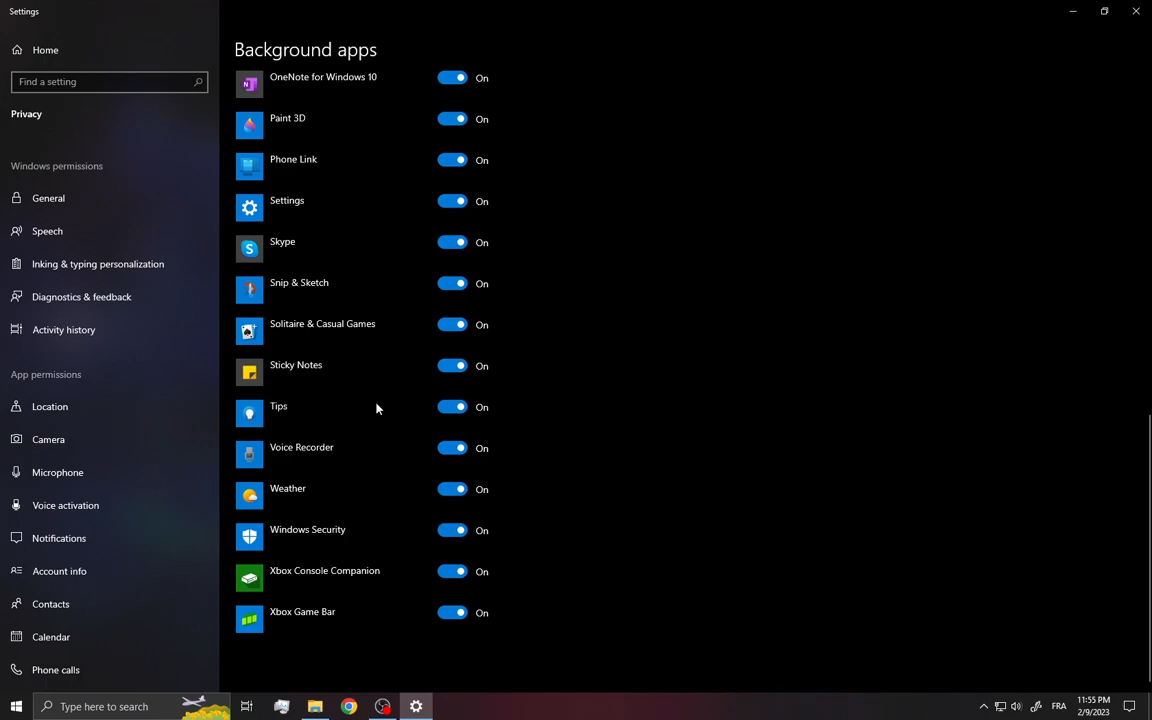 Settings
Home
Find a setting
Privacy
Windows permissions
General
Speech
Inking & typing personalization
Diagnostics & feedback
Activity history
App permissions
Location
Camera
Microphone
Voice activation
Notifications
Account info
Contacts
Calendar
Phone calls
Background apps
OneNote for Windows 10 On
Paint 3D On
Phone Link On
Settings On
Skype On
Snip & Sketch On
Solitaire & Casual Games On
Sticky Notes On
Tips On
Voice Recorder On
Weather On
Windows Security On
Xbox Console Companion On
Xbox Game Bar On
Type here to search
FRA
11:55 PM
2/9/2023